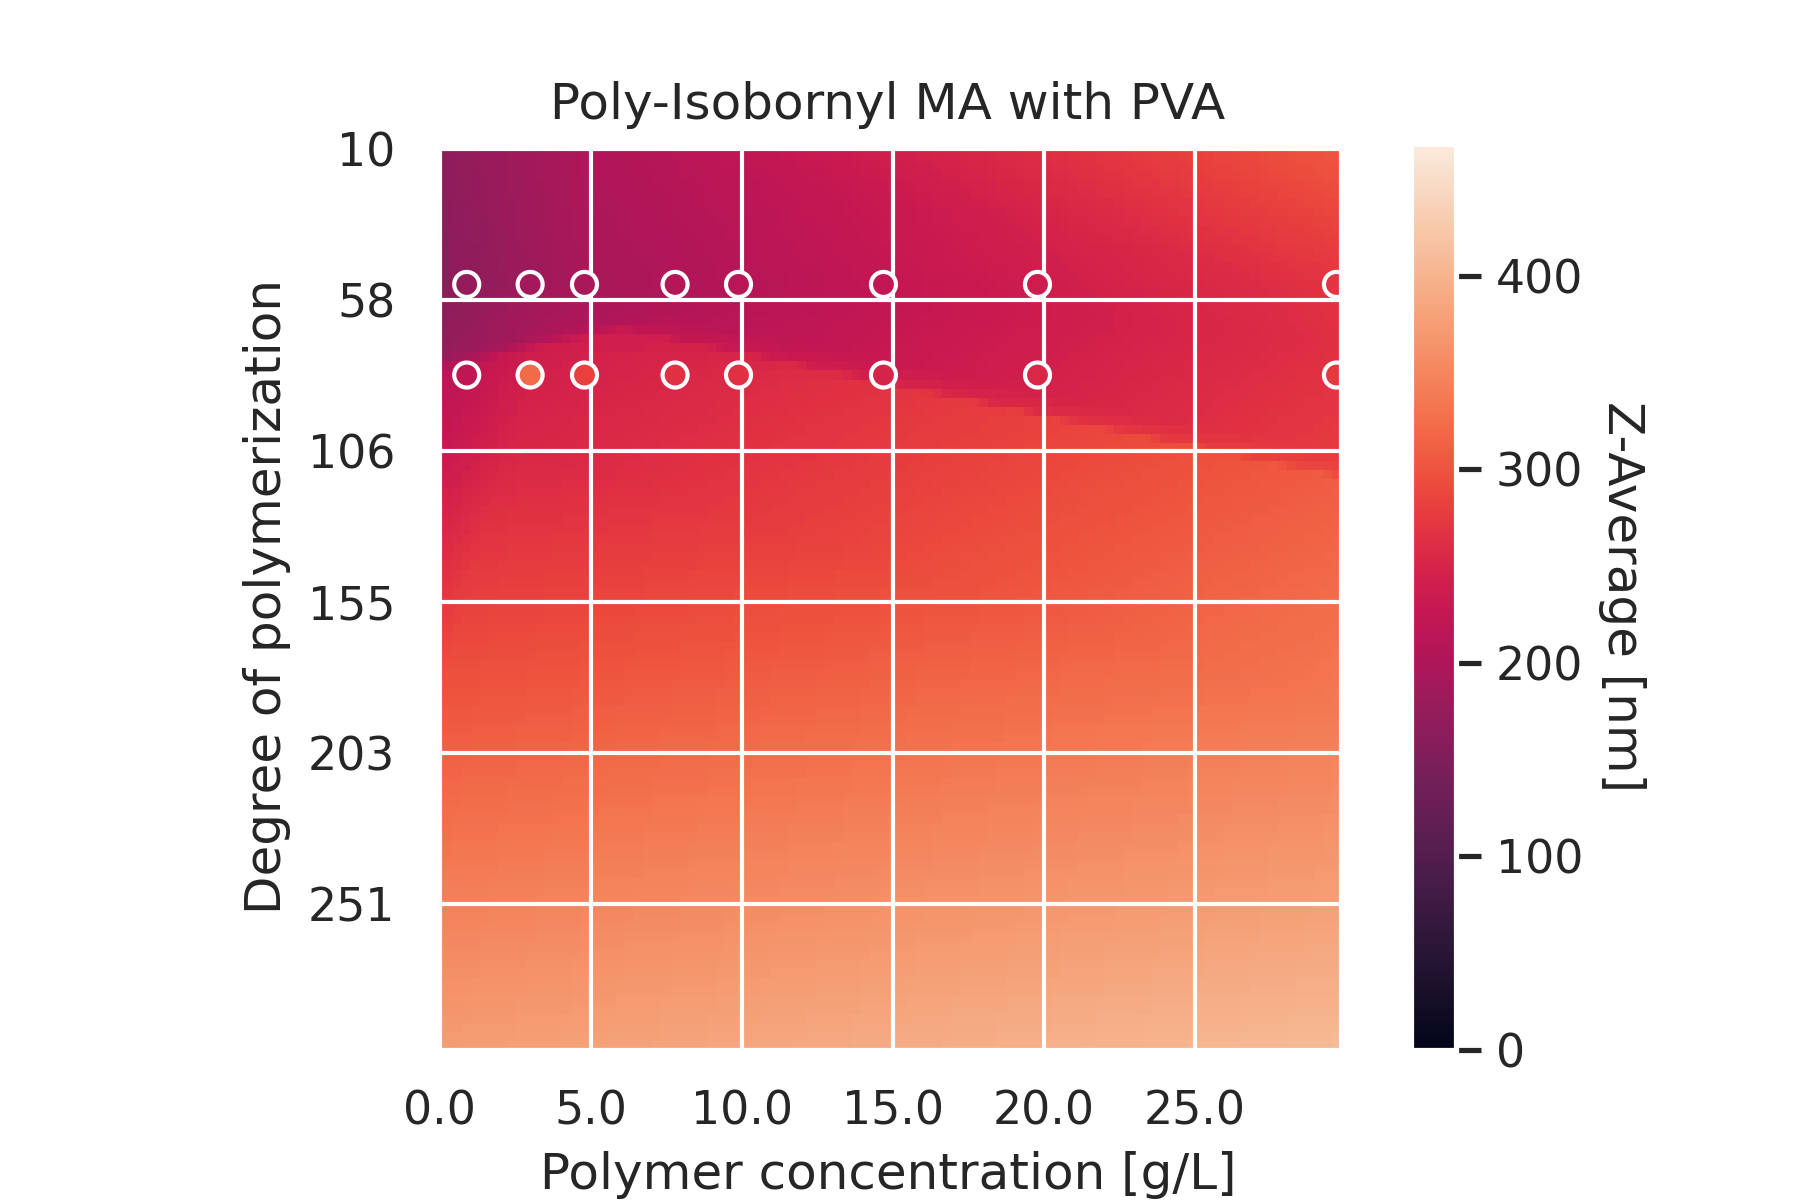 Poly-Isobornyl MA with PVA
10
58
106
155
203
251
Degree of polymerization
0.0 5.0 10.0 15.0 20.0 25.0
Polymer concentration [g/L]
400
300
200
100
0
Z-Average [nm]